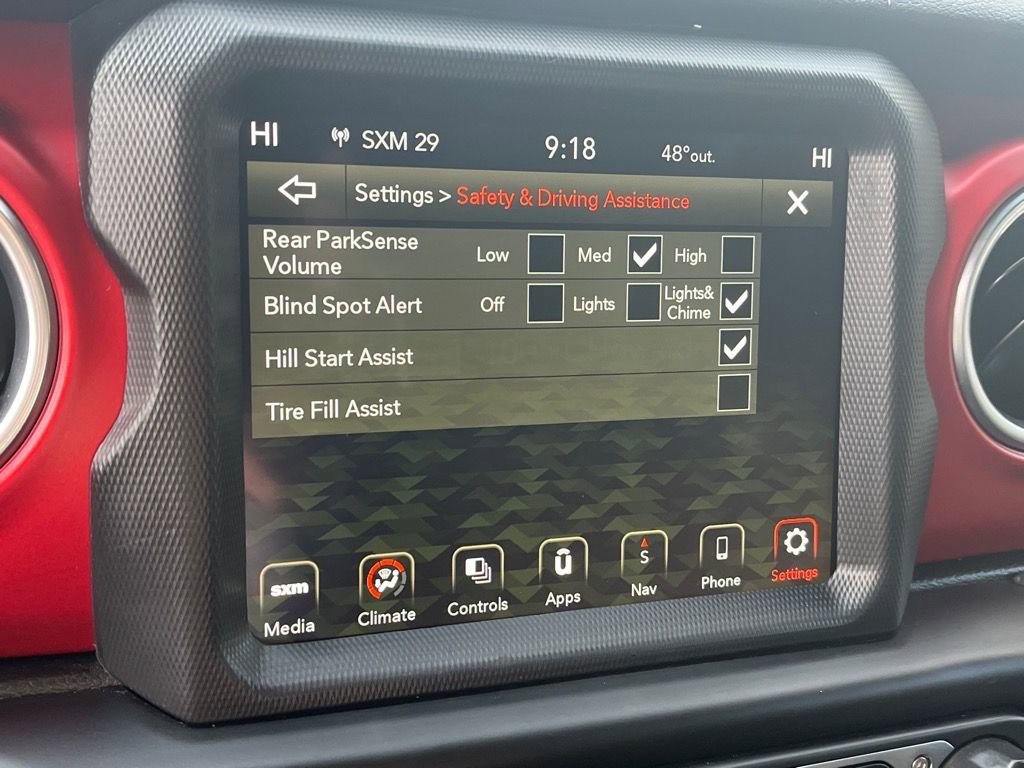 HI SXM 29 9:18 48°out. HI
Settings > Safety & Driving Assistance X
Rear ParkSense
Volume
Low Med High
Blind Spot Alert Off Lights Lights&
Chime
Hill Start Assist
Tire Fill Assist
sxm
S
Media Climate Controls Apps Nav Phone Settings